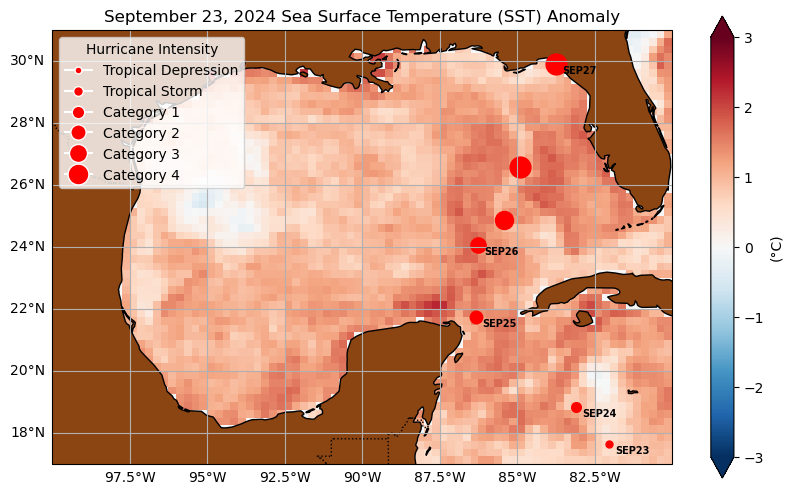 September 23, 2024 Sea Surface Temperature (SST) Anomaly
Hurricane Intensity
Tropical Depression
Tropical Storm
Category 1
Category 2
Category 3
Category 4
30°N
28°N
26°N
24°N
22°N
20°N
18°N
97.5°W
95°W
92.5°W
90°W
87.5°W
85°W
82.5°W
SEP27
SEP26
SEP25
SEP24
SEP23
3
2
1
0
−1
−2
−3
(°C)